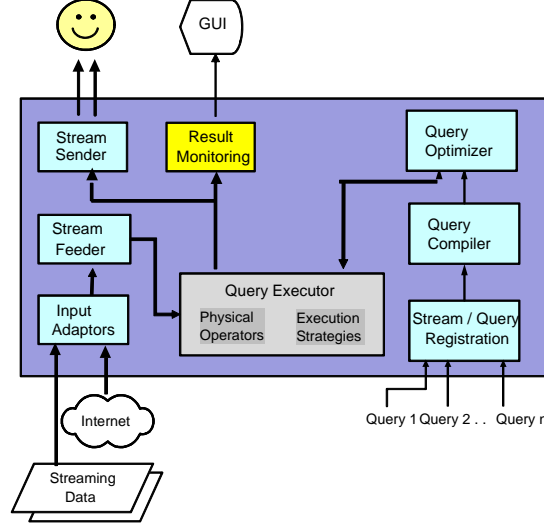 GUI
Stream
Sender
Result
Monitoring
Query
Optimizer
Stream
Feeder
Query
Compiler
Query Executor
Physical
Operators
Execution
Strategies
Input
Adaptors
Stream / Query
Registration
Internet
Query 1 Query 2 . . Query n
Streaming
Data